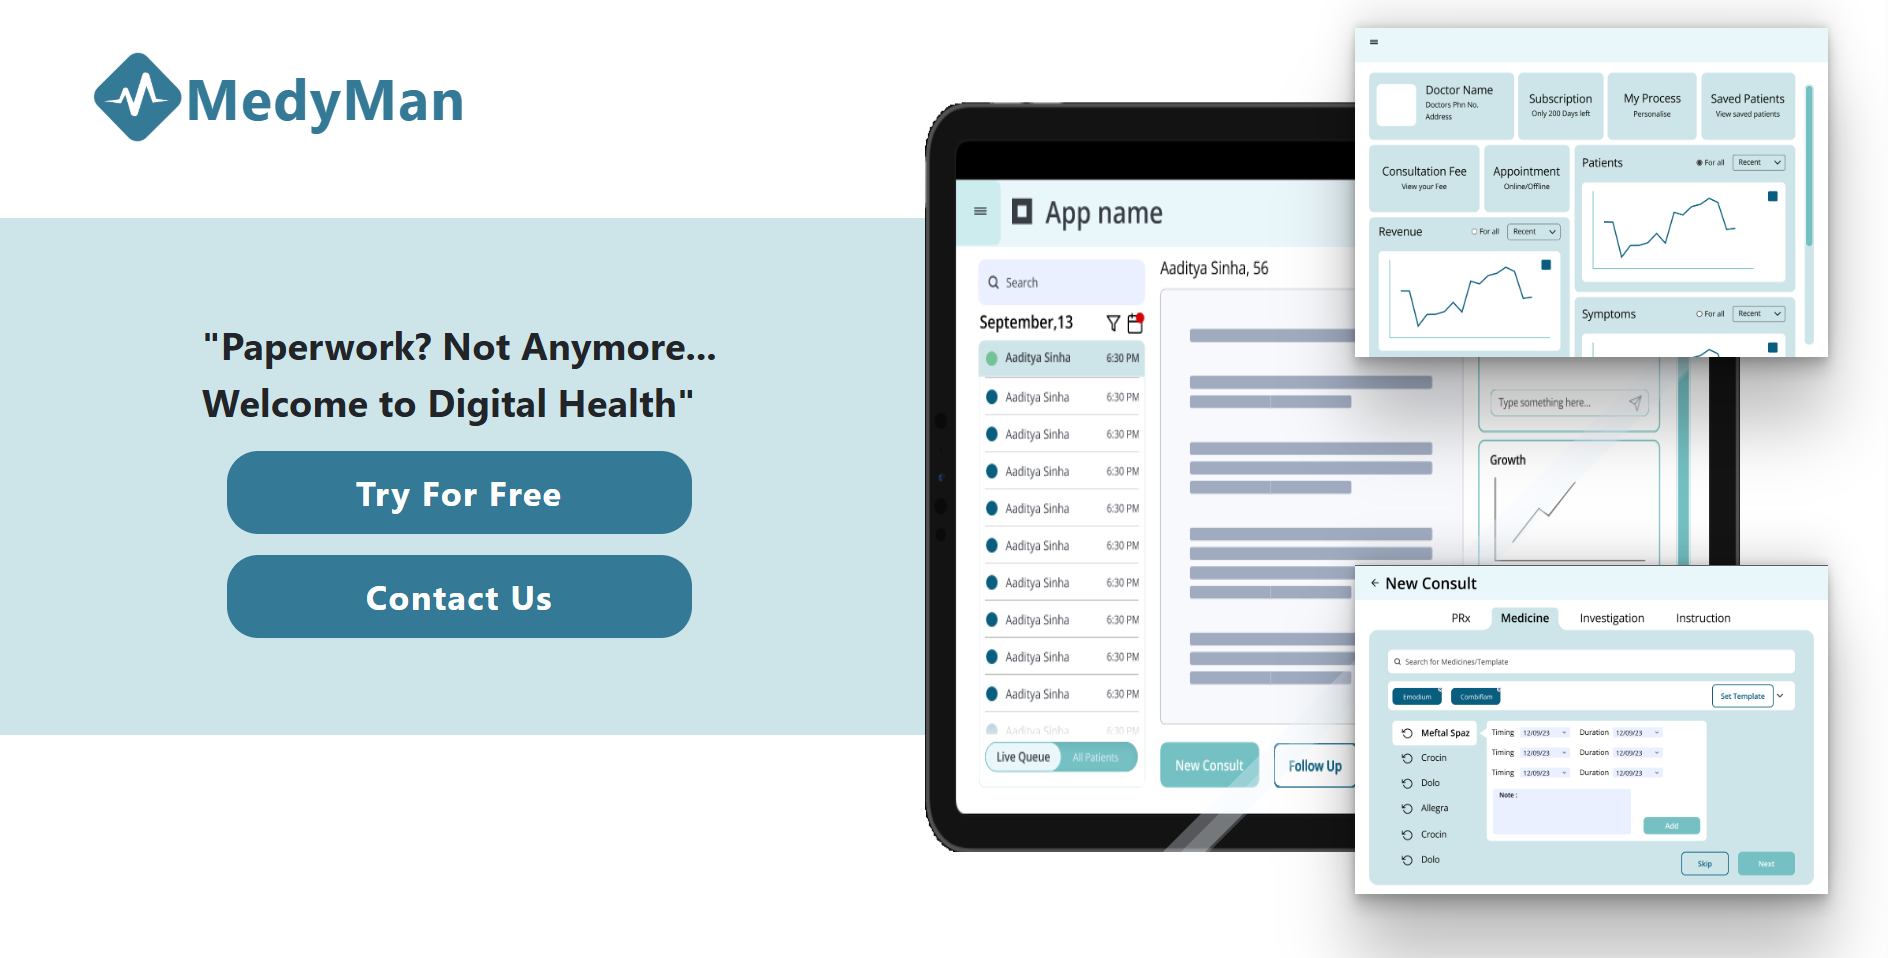 MedyMan
"Paperwork? Not Anymore...
Welcome to Digital Health"
Try For Free
Contact Us
App name
Search
September,13
Aaditya Sinha 6:30 PM
Aaditya Sinha 6:30 PM
Aaditya Sinha 6:30 PM
Aaditya Sinha 6:30 PM
Aaditya Sinha 6:30 PM
Aaditya Sinha 6:30 PM
Aaditya Sinha 6:30 PM
Aaditya Sinha 6:30 PM
Aaditya Sinha 6:30 PM
Aaditya Sinha 6:30 PM
Aaditya Sinha 6:30 PM
Live Queue All Patients
Aaditya Sinha, 56
New Consult Follow Up
Type something here...
Growth
Doctor Name
Doctors Phn No,
Address
Subscription
Only 200 Days left
My Process
Personalise
Saved Patients
View saved patients
Consultation Fee
View your Fee
Appointment
Online/Offline
Patients For all Recent
Revenue For all Recent
Symptoms For all Recent
New Consult
PRx Medicine Investigation Instruction
Search for Medicines/Template
Emodium Combiflam Set Template
Meftal Spaz
Crocin
Dolo
Allegra
Crocin
Dolo
Timing 12/09/23 Duration 12/09/23
Timing 12/09/23 Duration 12/09/23
Timing 12/09/23 Duration 12/09/23
Note :
Add
Skip Next